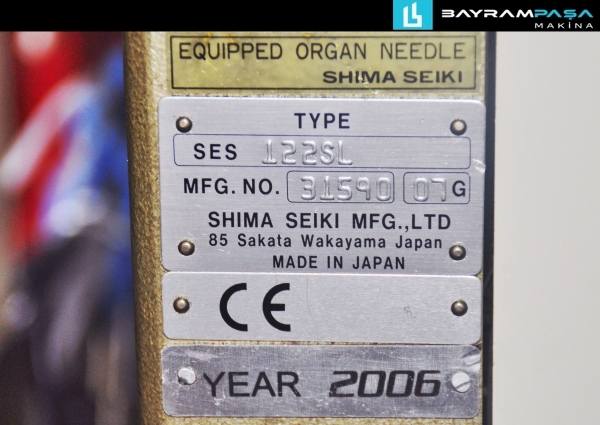 BAYRAMPAŞA
MAKİNA
EQUIPPED ORGAN NEEDLE
SHIMA SEIKI
TYPE
SES 122SL
MFG. NO. 31590 07 G
SHIMA SEIKI MFG.,LTD
85 Sakata Wakayama Japan
MADE IN JAPAN
CE
YEAR 2006